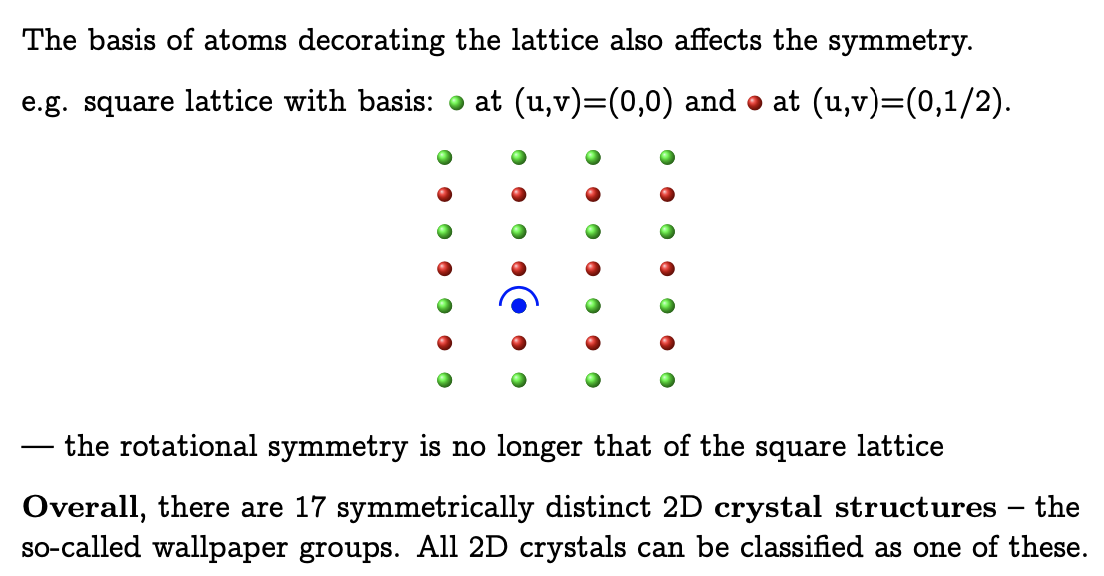 The basis of atoms decorating the lattice also affects the symmetry.
e.g. square lattice with basis: at (u,v)=(0,0) and at (u,v)=(0,1/2).
— the rotational symmetry is no longer that of the square lattice
Overall, there are 17 symmetrically distinct 2D crystal structures – the
so-called wallpaper groups. All 2D crystals can be classified as one of these.